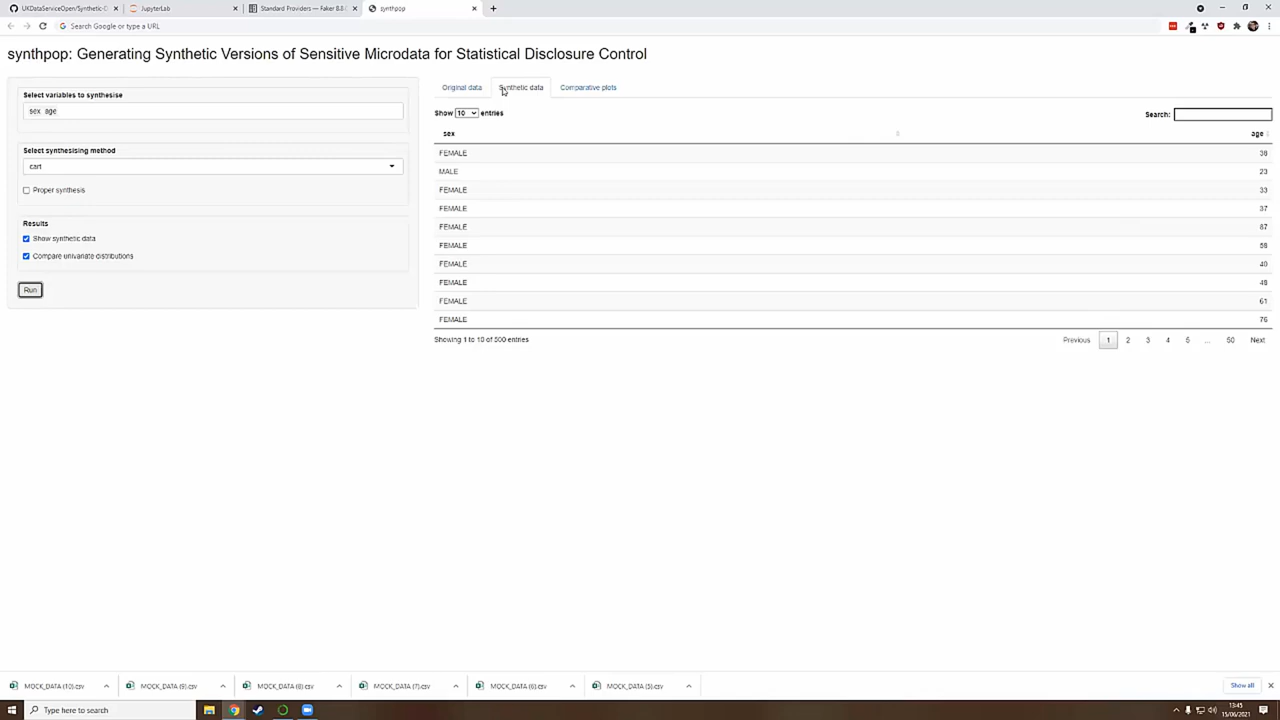 UKDataServiceOpen/Synthetic-D
JupyterLab
Standard Providers — Faker 8.8.
synthpop
Search Google or type a URL
synthpop: Generating Synthetic Versions of Sensitive Microdata for Statistical Disclosure Control
Select variables to synthesise
sex age
Select synthesising method
cart
Proper synthesis
Results
Show synthetic data
Compare univariate distributions
Run
Original data Synthetic data Comparative plots
Show 10 entries Search:
sex age
FEMALE
MALE 23
FEMALE 33
FEMALE 37
FEMALE 87
FEMALE
FEMALE 40
FEMALE
FEMALE 61
FEMALE 76
Showing 1 to 10 of 500 entries Previous 1 2 3 4 5 ... 50 Next
MOCK_DATA (10).csv MOCK_DATA (9).csv MOCK_DATA (8).csv MOCK_DATA (7).csv MOCK_DATA (6).csv MOCK_DATA (5).csv Show all
Type here to search
13:45
15/06/2021